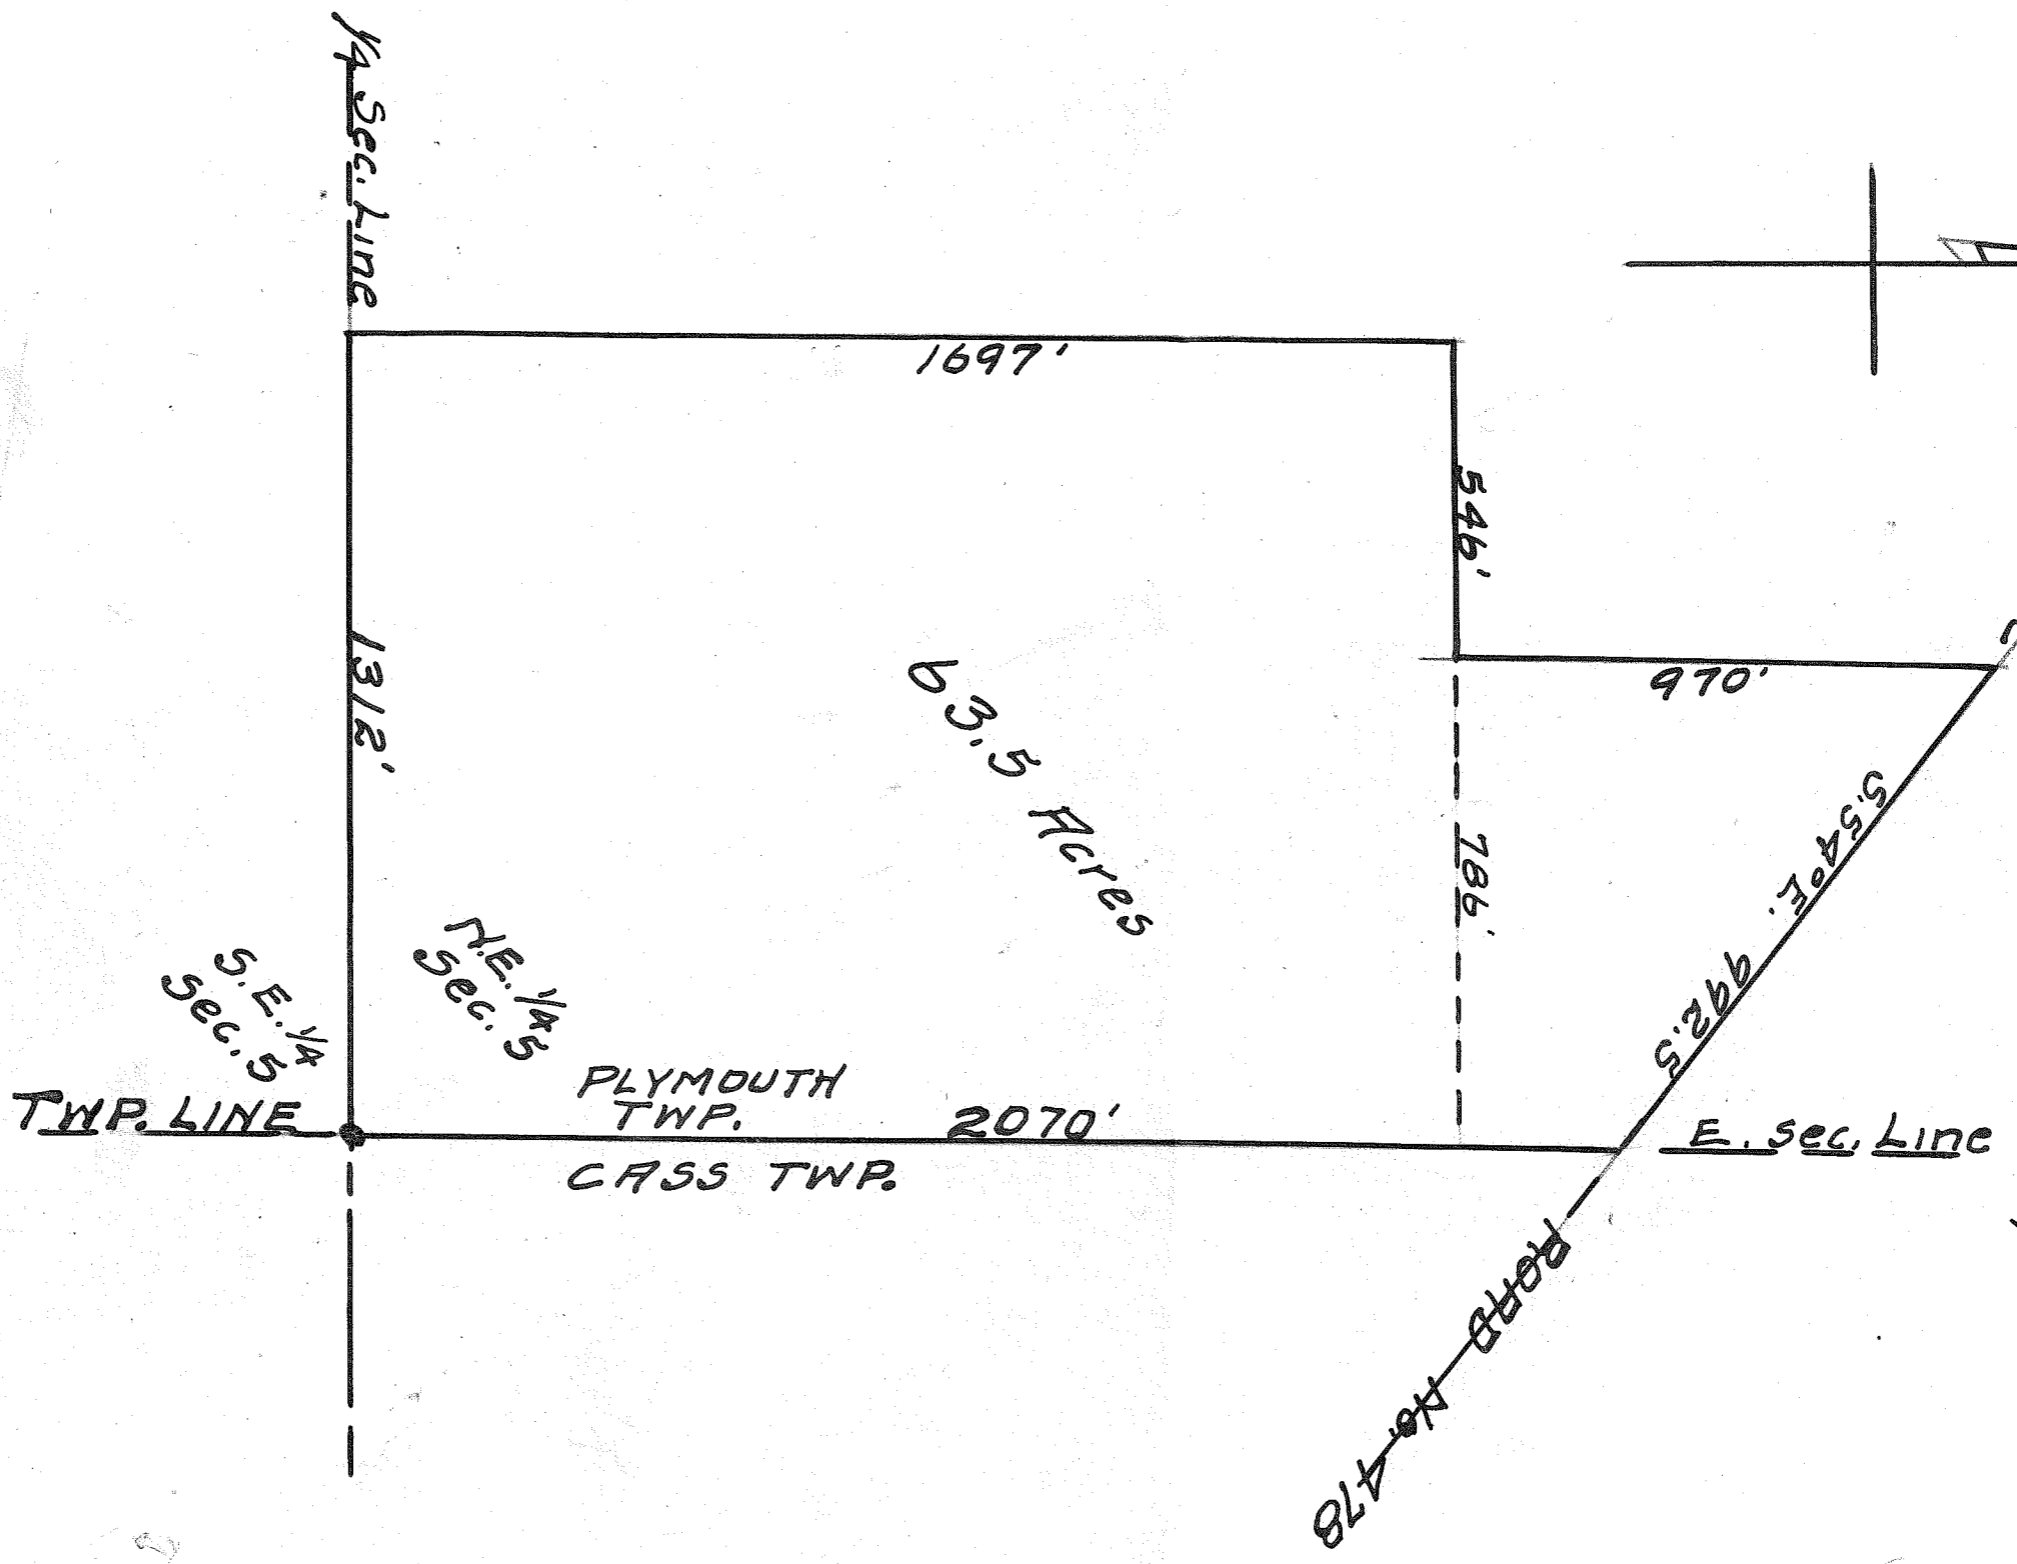 1/4 Sec. Line
1697'
546'
970'
1312'
63.5 Acres
786'
S.54°E. 992.5
S.E. 1/4
Sec. 5
N.E. 1/4
Sec. 5
PLYMOUTH
TWP.
2070'
TWP. LINE
E. Sec. Line
CASS TWP.
ROAD No. 478